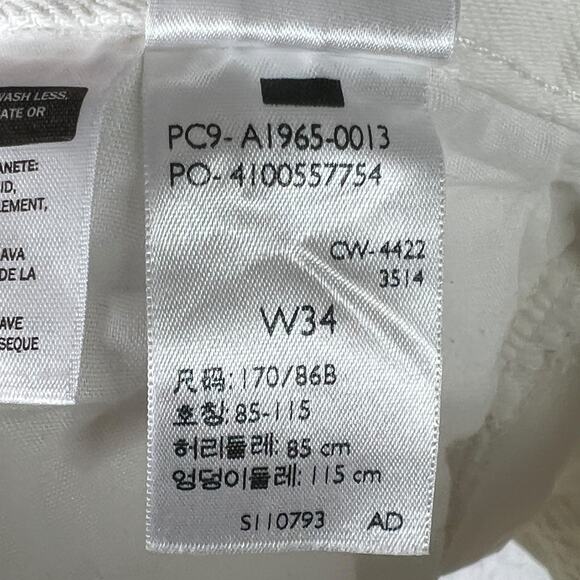 WASH LESS,
ATE OR
ANETE:
ID,
LEMENT,
AVA
DE LA
AVE
SEQUE
PC9- A1965-0013
PO- 4100557754
CW- 4422
3514
W34
尺码: 170/86B
호칭: 85-115
허리둘레: 85 cm
엉덩이둘레: 115 cm
S110793 AD